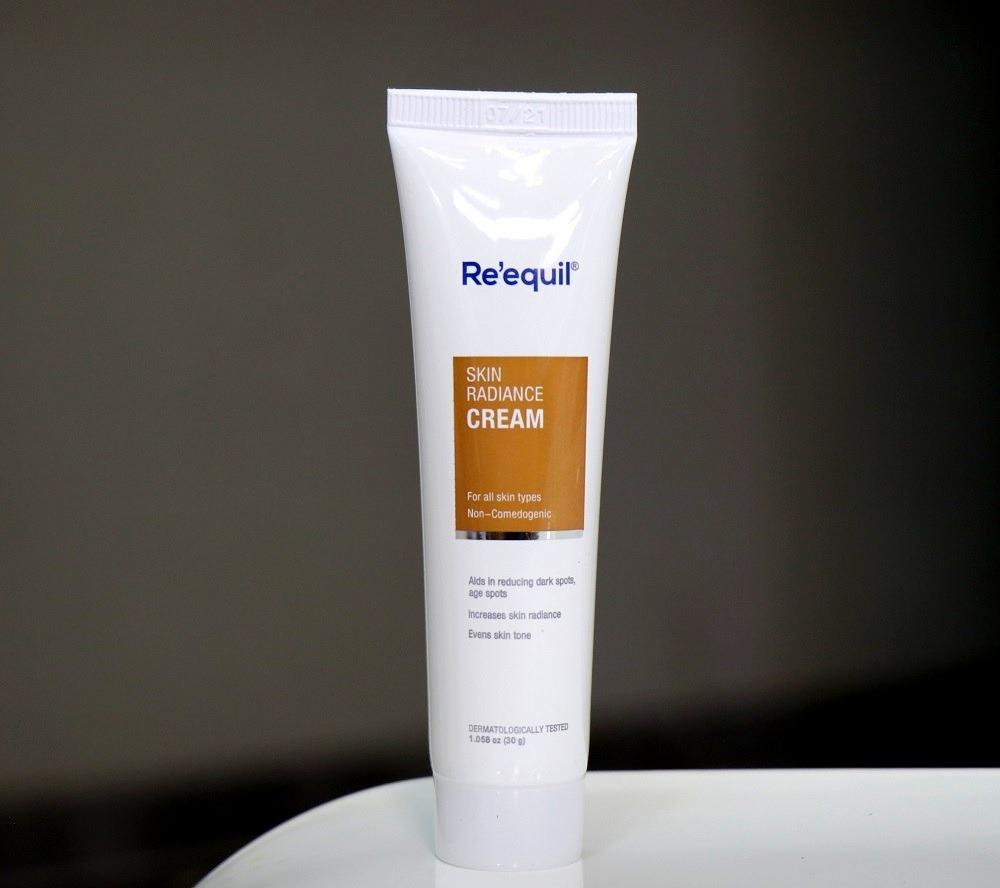 07/21
Re'equil®
SKIN
RADIANCE
CREAM
For all skin types
Non-Comedogenic
Aids in reducing dark spots,
age spots
Increases skin radiance
Evens skin tone
DERMATOLOGICALLY TESTED
1.058 oz (30 g)